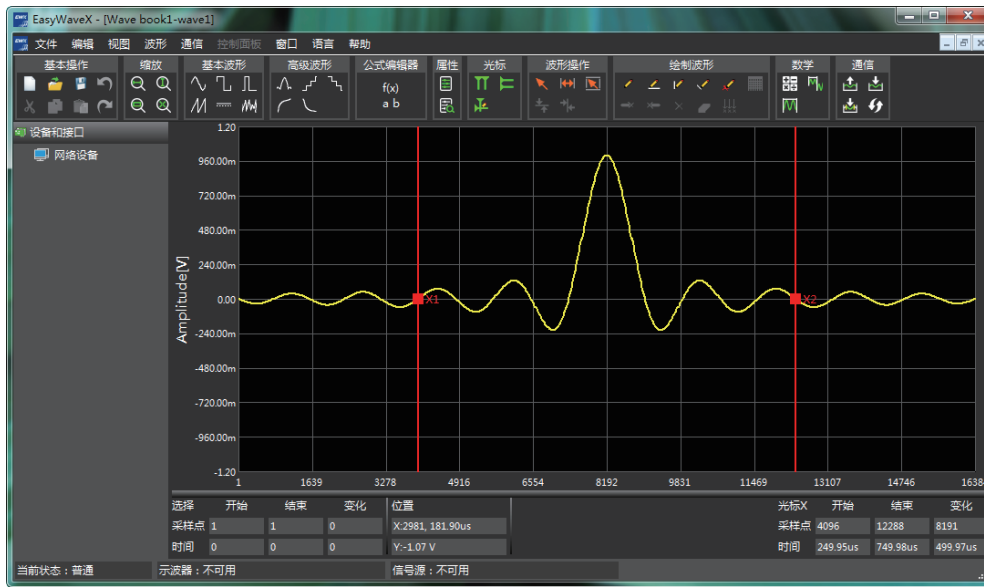 EasyWaveX - [Wave book1-wave1]
文件 编辑 视图 波形 通信 控制面板 窗口 语言 帮助
基本操作 缩放 基本波形 高级波形 公式编辑器 属性 光标 波形操作 绘制波形 数学 通信
f(x)
a b
设备和接口
网络设备
Amplitude[V]
1.20
960.00m
720.00m
480.00m
240.00m
0.00
-240.00m
-480.00m
-720.00m
-960.00m
-1.20
X1
X2
1 1639 3278 4916 6554 8192 9831 11469 13107 14746 16384
选择 开始 结束 变化 位置 光标X 开始 结束 变化
采样点 1 1 0 X:2981, 181.90us 采样点 4096 12288 8191
时间 0 0 0 Y:-1.07 V 时间 249.95us 749.98us 499.97us
当前状态：普通 示波器：不可用 信号源：不可用